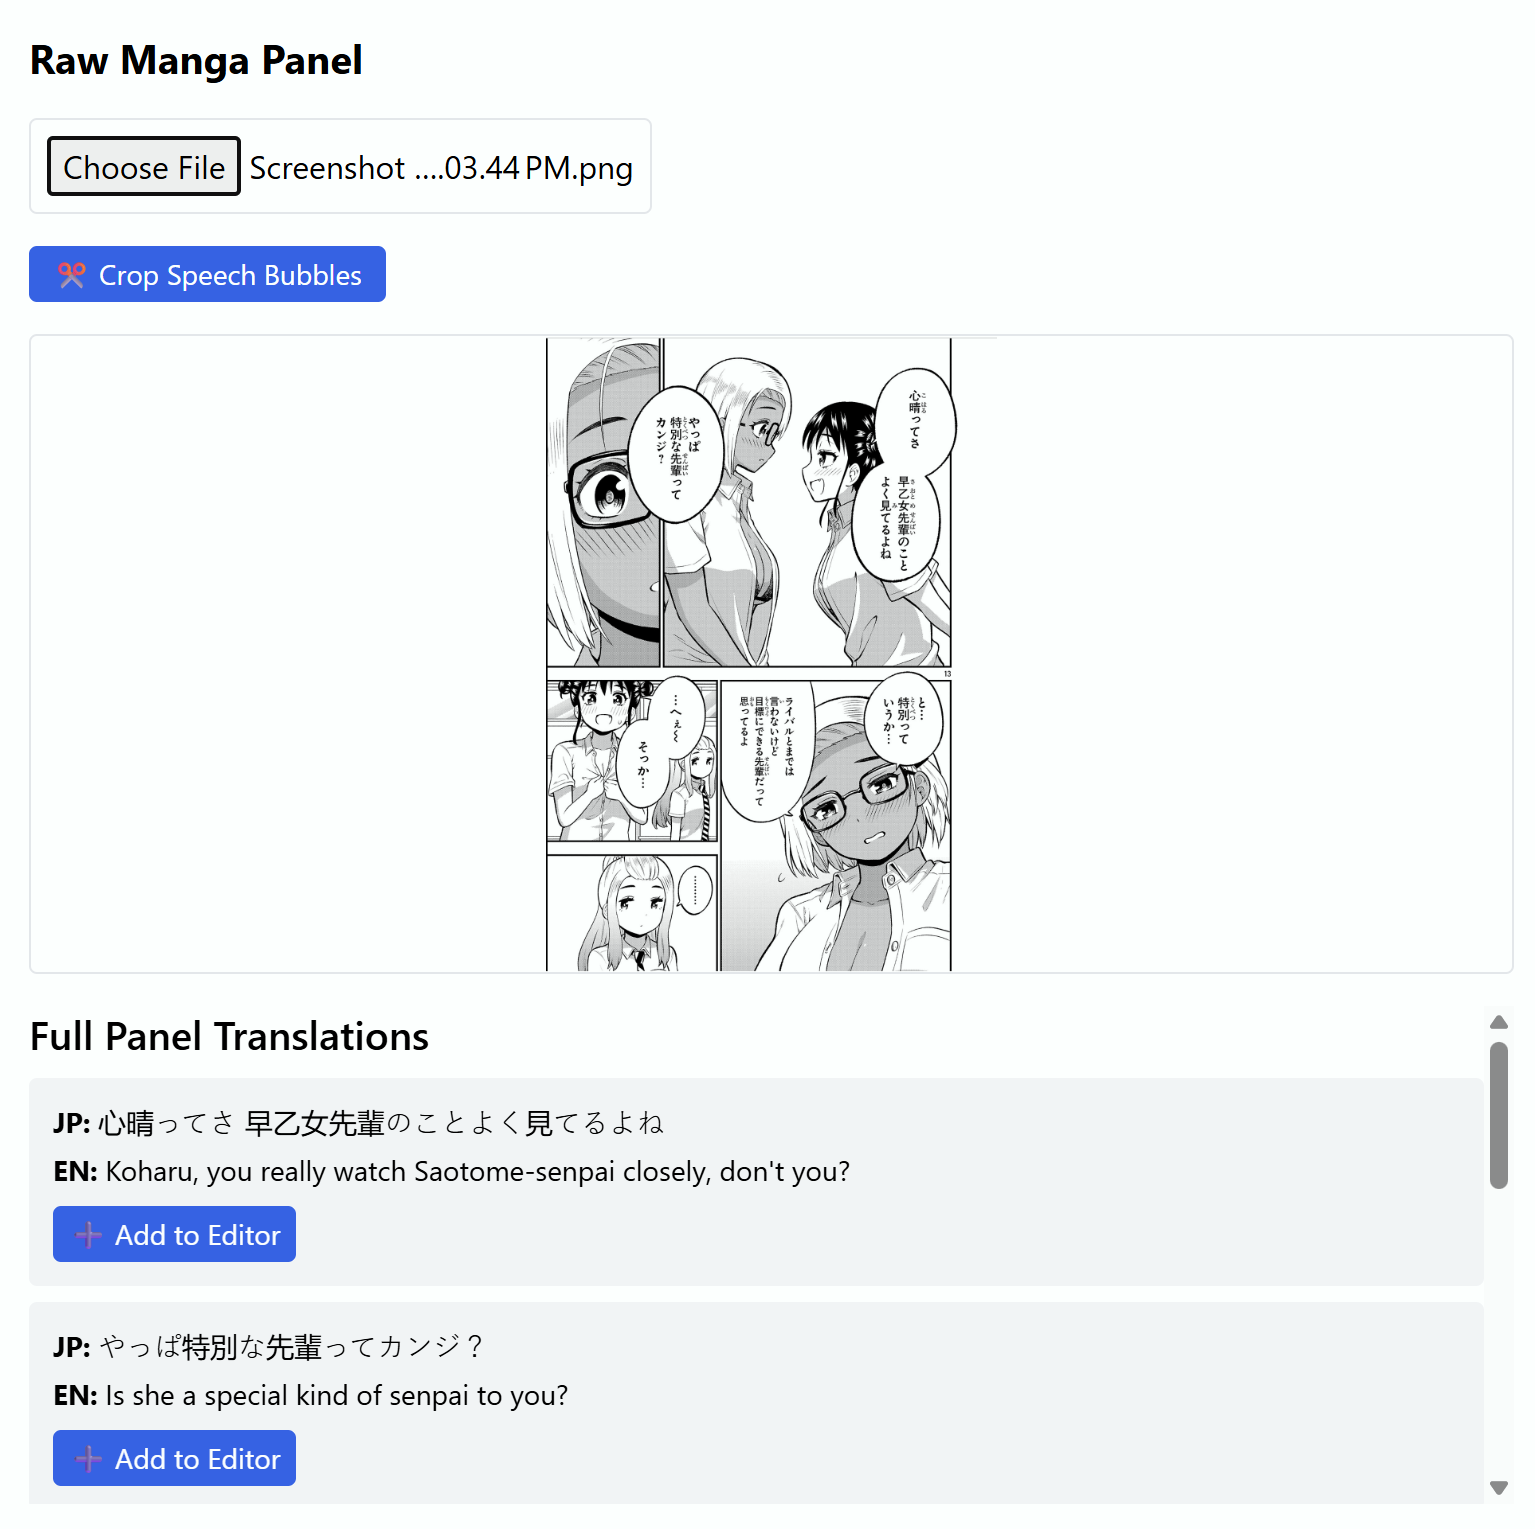 Raw Manga Panel
Choose File Screenshot ....03.44 PM.png
✂ Crop Speech Bubbles
心晴ってさ
早乙女先輩のこと
よく見てるよね
やっぱ
特別な先輩って
カンジ？
13
と…
特別って
いうか…
ライバルとまでは
言わないけど
目標にできる先輩だって
思ってるよ
…へぇ～
そっか…
………
Full Panel Translations
JP: 心晴ってさ 早乙女先輩のことよく見てるよね
EN: Koharu, you really watch Saotome-senpai closely, don't you?
➕ Add to Editor
JP: やっぱ特別な先輩ってカンジ？
EN: Is she a special kind of senpai to you?
➕ Add to Editor